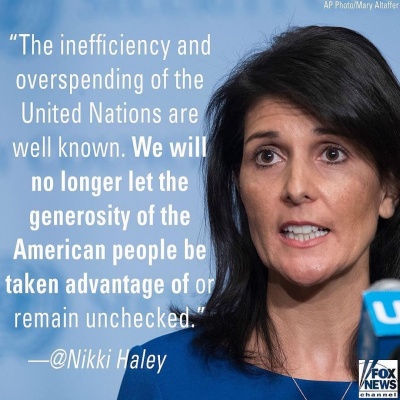 AP Photo/Mary Altaffer
“The inefficiency and
overspending of the
United Nations are
well known. We will
no longer let the
generosity of the
American people be
taken advantage of or
remain unchecked.”
—@Nikki Haley
FOX
NEWS
channel